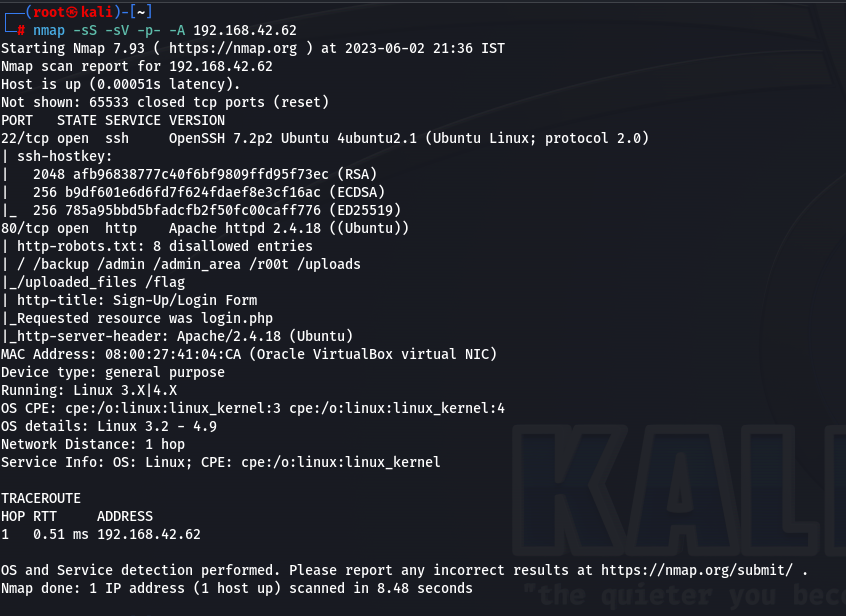 ┌──(root㉿kali)-[~]
└─# nmap -sS -sV -p- -A 192.168.42.62
Starting Nmap 7.93 ( https://nmap.org ) at 2023-06-02 21:36 IST
Nmap scan report for 192.168.42.62
Host is up (0.00051s latency).
Not shown: 65533 closed tcp ports (reset)
PORT   STATE SERVICE VERSION
22/tcp open  ssh     OpenSSH 7.2p2 Ubuntu 4ubuntu2.1 (Ubuntu Linux; protocol 2.0)
| ssh-hostkey:
|   2048 afb96838777c40f6bf9809ffd95f73ec (RSA)
|   256 b9df601e6d6fd7f624fdaef8e3cf16ac (ECDSA)
|_  256 785a95bbd5bfadcfb2f50fc00caff776 (ED25519)
80/tcp open  http    Apache httpd 2.4.18 ((Ubuntu))
| http-robots.txt: 8 disallowed entries
| / /backup /admin /admin_area /r00t /uploads
|_/uploaded_files /flag
| http-title: Sign-Up/Login Form
|_Requested resource was login.php
|_http-server-header: Apache/2.4.18 (Ubuntu)
MAC Address: 08:00:27:41:04:CA (Oracle VirtualBox virtual NIC)
Device type: general purpose
Running: Linux 3.X|4.X
OS CPE: cpe:/o:linux:linux_kernel:3 cpe:/o:linux:linux_kernel:4
OS details: Linux 3.2 - 4.9
Network Distance: 1 hop
Service Info: OS: Linux; CPE: cpe:/o:linux:linux_kernel
KALI
TRACEROUTE
HOP RTT     ADDRESS
1   0.51 ms 192.168.42.62
OS and Service detection performed. Please report any incorrect results at https://nmap.org/submit/ .
Nmap done: 1 IP address (1 host up) scanned in 8.48 seconds
"the quieter you